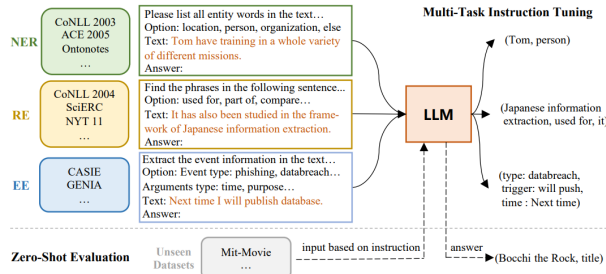 Multi-Task Instruction Tuning
NER
CoNLL 2003
ACE 2005
Ontonotes
...
Please list all entity words in the text…
Option: location, person, organization, else
Text: Tom have training in a whole variety
of different missions.
Answer:
(Tom, person)
RE
CoNLL 2004
SciERC
NYT 11
...
Find the phrases in the following sentence...
Option: used for, part of, compare…
Text: It has also been studied in the frame-
work of Japanese information extraction.
Answer:
LLM
(Japanese information
extraction, used for, it)
EE
CASIE
GENIA
...
Extract the event information in the text…
Option: Event type: phishing, databreach…
Arguments type: time, purpose…
Text: Next time I will publish database.
Answer:
(type: databreach,
trigger: will push,
time : Next time)
Zero-Shot Evaluation
Unseen
Datasets
Mit-Movie
...
input based on instruction
answer
(Bocchi the Rock, title)